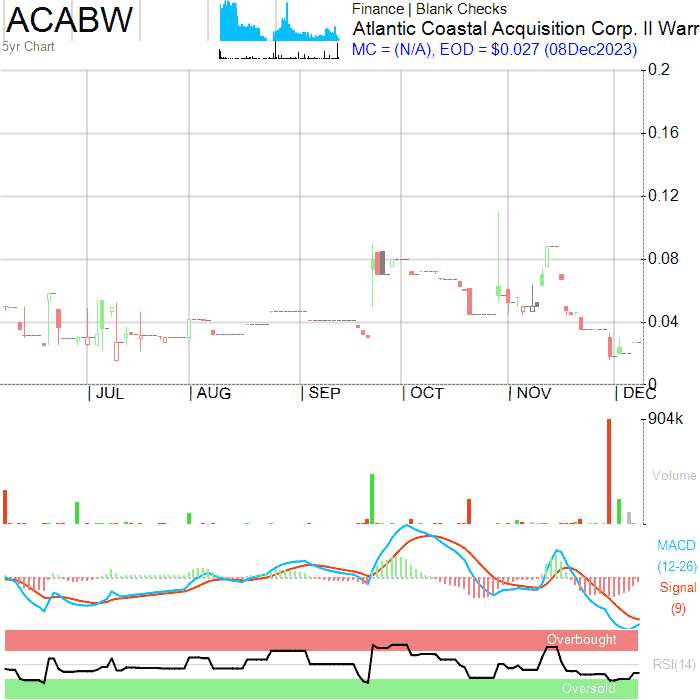 ACABW
5yr Chart
Finance | Blank Checks
Atlantic Coastal Acquisition Corp. II Warr
MC = (N/A), EOD = $0.027 (08Dec2023)
0.2
0.16
0.12
0.08
0.04
0
JUL
AUG
SEP
OCT
NOV
DEC
904k
Volume
MACD
(12-26)
Signal
(9)
Overbought
RSI(14)
Oversold